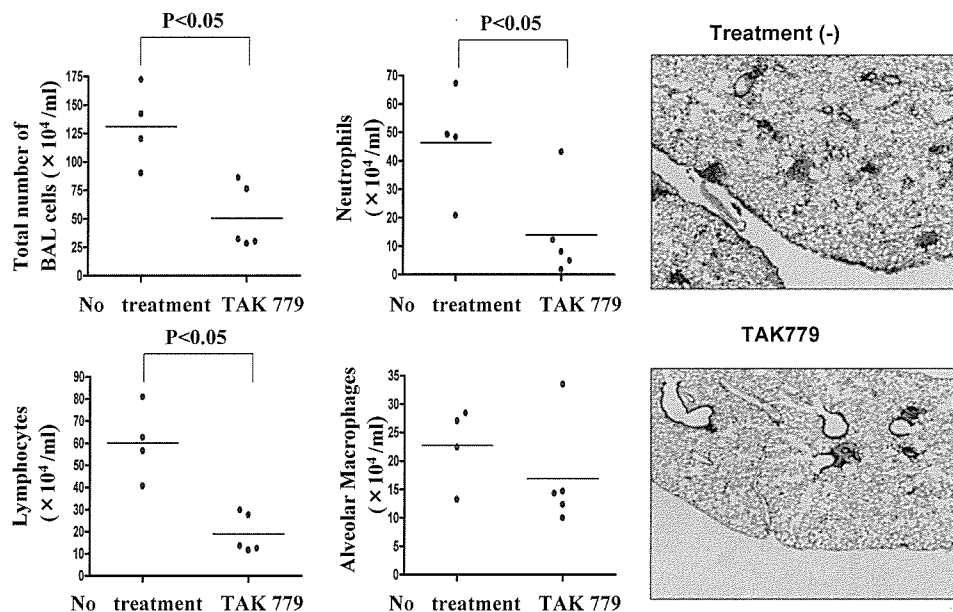 P<0.05
Total number of
BAL cells (×10⁴/ml)
175
150
125
100
75
50
25
0
No treatment TAK 779
P<0.05
Neutrophils
(×10⁴/ml)
70
60
50
40
30
20
10
0
No treatment TAK 779
Treatment (-)
P<0.05
Lymphocytes
(×10⁴/ml)
90
80
70
60
50
40
30
20
10
0
No treatment TAK 779
Alveolar Macrophages
(×10⁴/ml)
35
30
25
20
15
10
5
0
No treatment TAK 779
TAK779